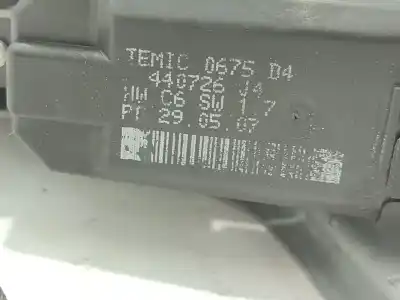 TEMIC 0675 D4
440726 J4
HW C6 SW 1.7
PT 29.05.07